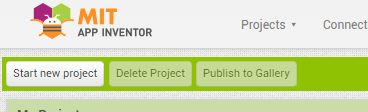 MIT
APP INVENTOR
Projects Connect
Start new project Delete Project Publish to Gallery